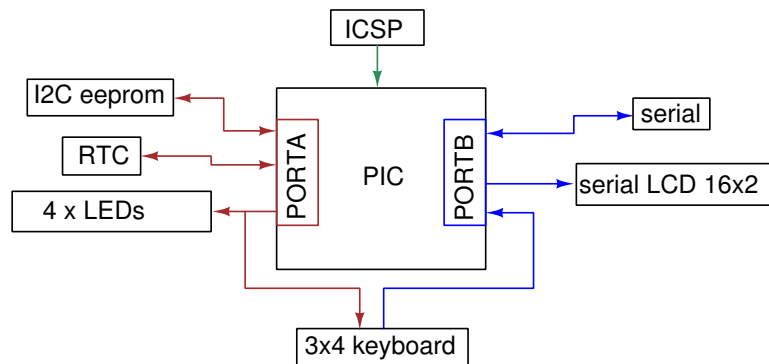 ICSP
I2C eeprom
serial
RTC
PORTA
PIC
PORTB
serial LCD 16x2
4 x LEDs
3x4 keyboard